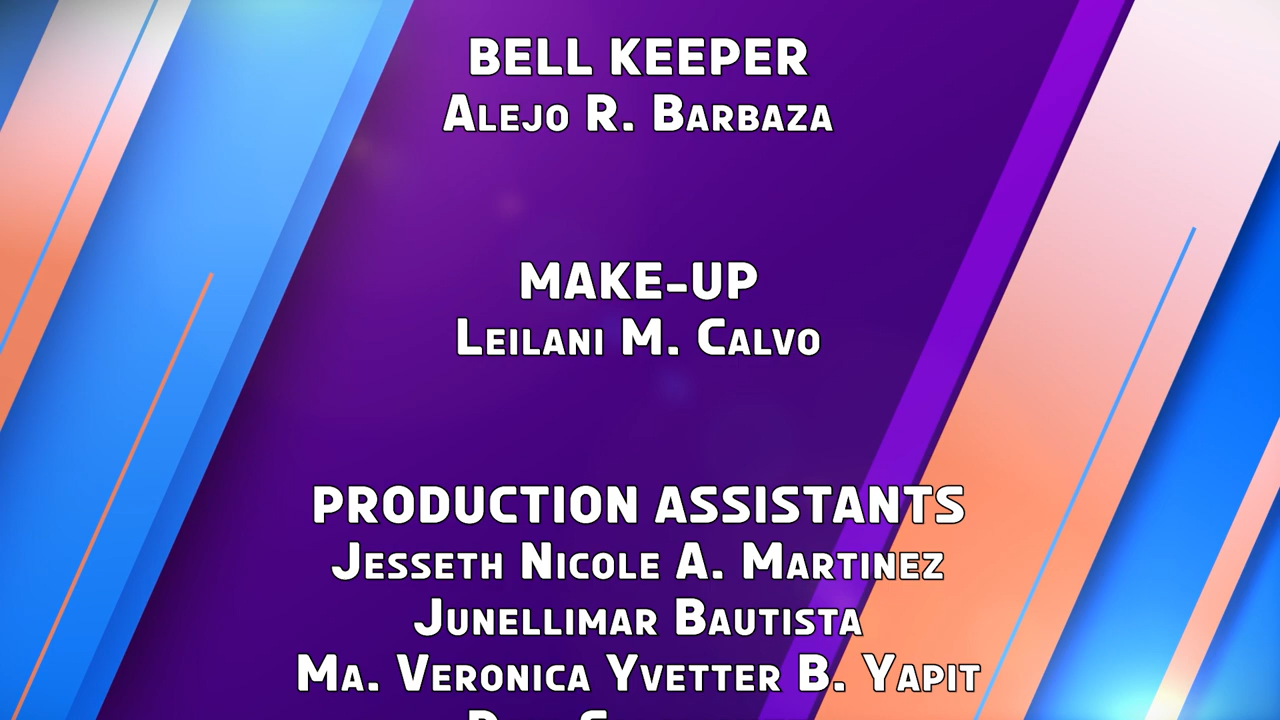 BELL KEEPER
Alejo R. Barbaza
MAKE-UP
Leilani M. Calvo
PRODUCTION ASSISTANTS
Jesseth Nicole A. Martinez
Junellimar Bautista
Ma. Veronica Yvetter B. Yapit